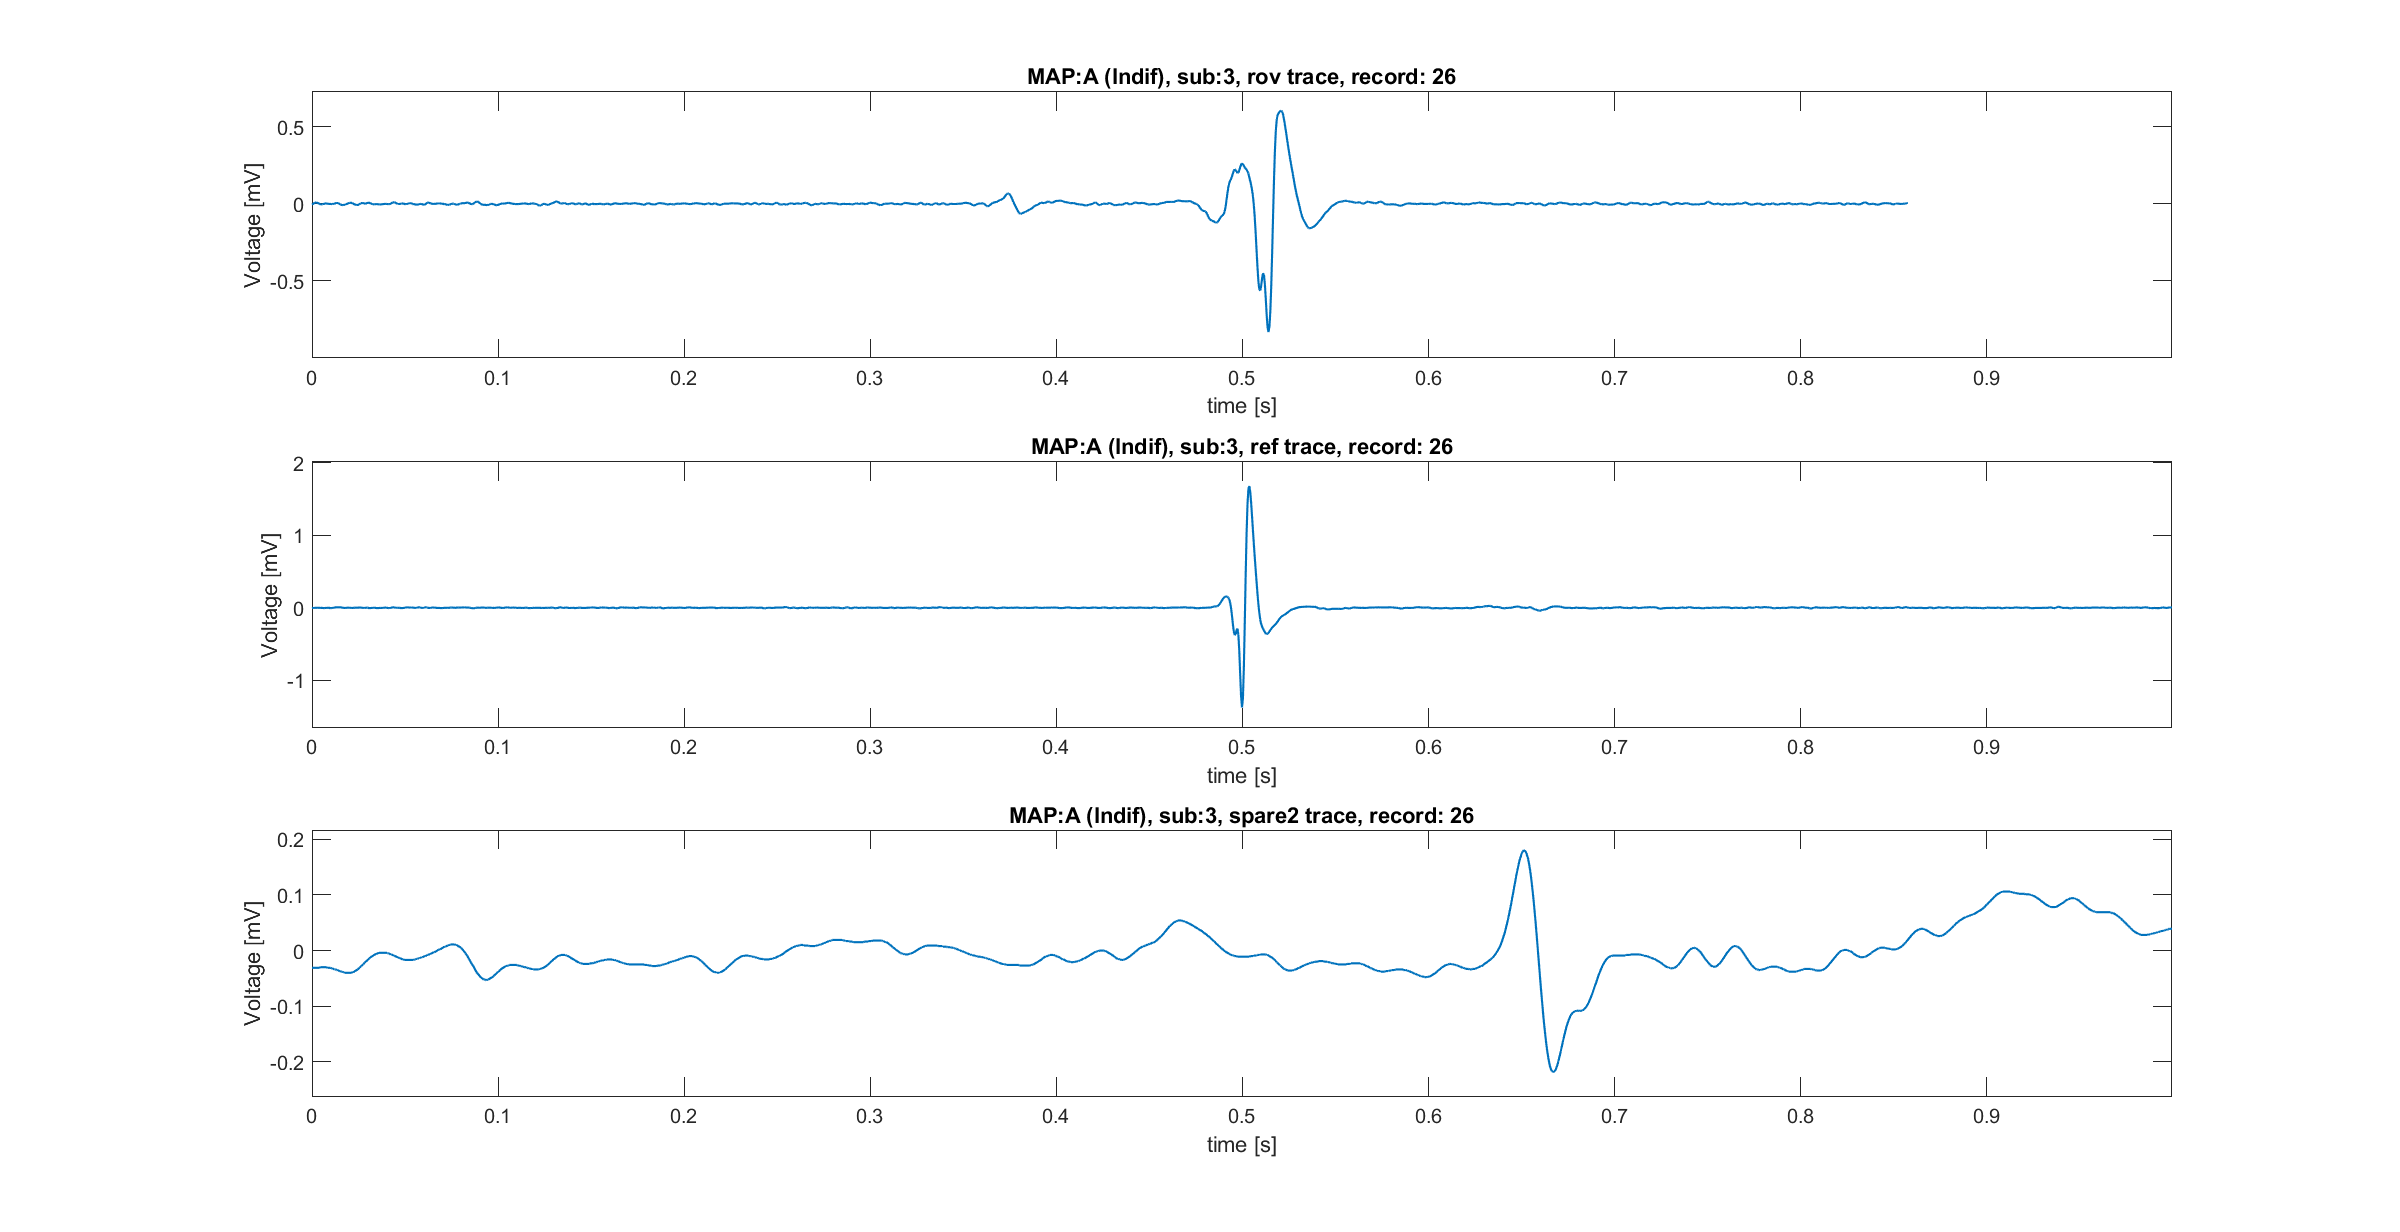 MAP:A (Indif), sub:3, rov trace, record: 26
Voltage [mV]
0.5
0
-0.5
0 0.1 0.2 0.3 0.4 0.5 0.6 0.7 0.8 0.9
time [s]
MAP:A (Indif), sub:3, ref trace, record: 26
Voltage [mV]
2
1
0
-1
0 0.1 0.2 0.3 0.4 0.5 0.6 0.7 0.8 0.9
time [s]
MAP:A (Indif), sub:3, spare2 trace, record: 26
Voltage [mV]
0.2
0.1
0
-0.1
-0.2
0 0.1 0.2 0.3 0.4 0.5 0.6 0.7 0.8 0.9
time [s]